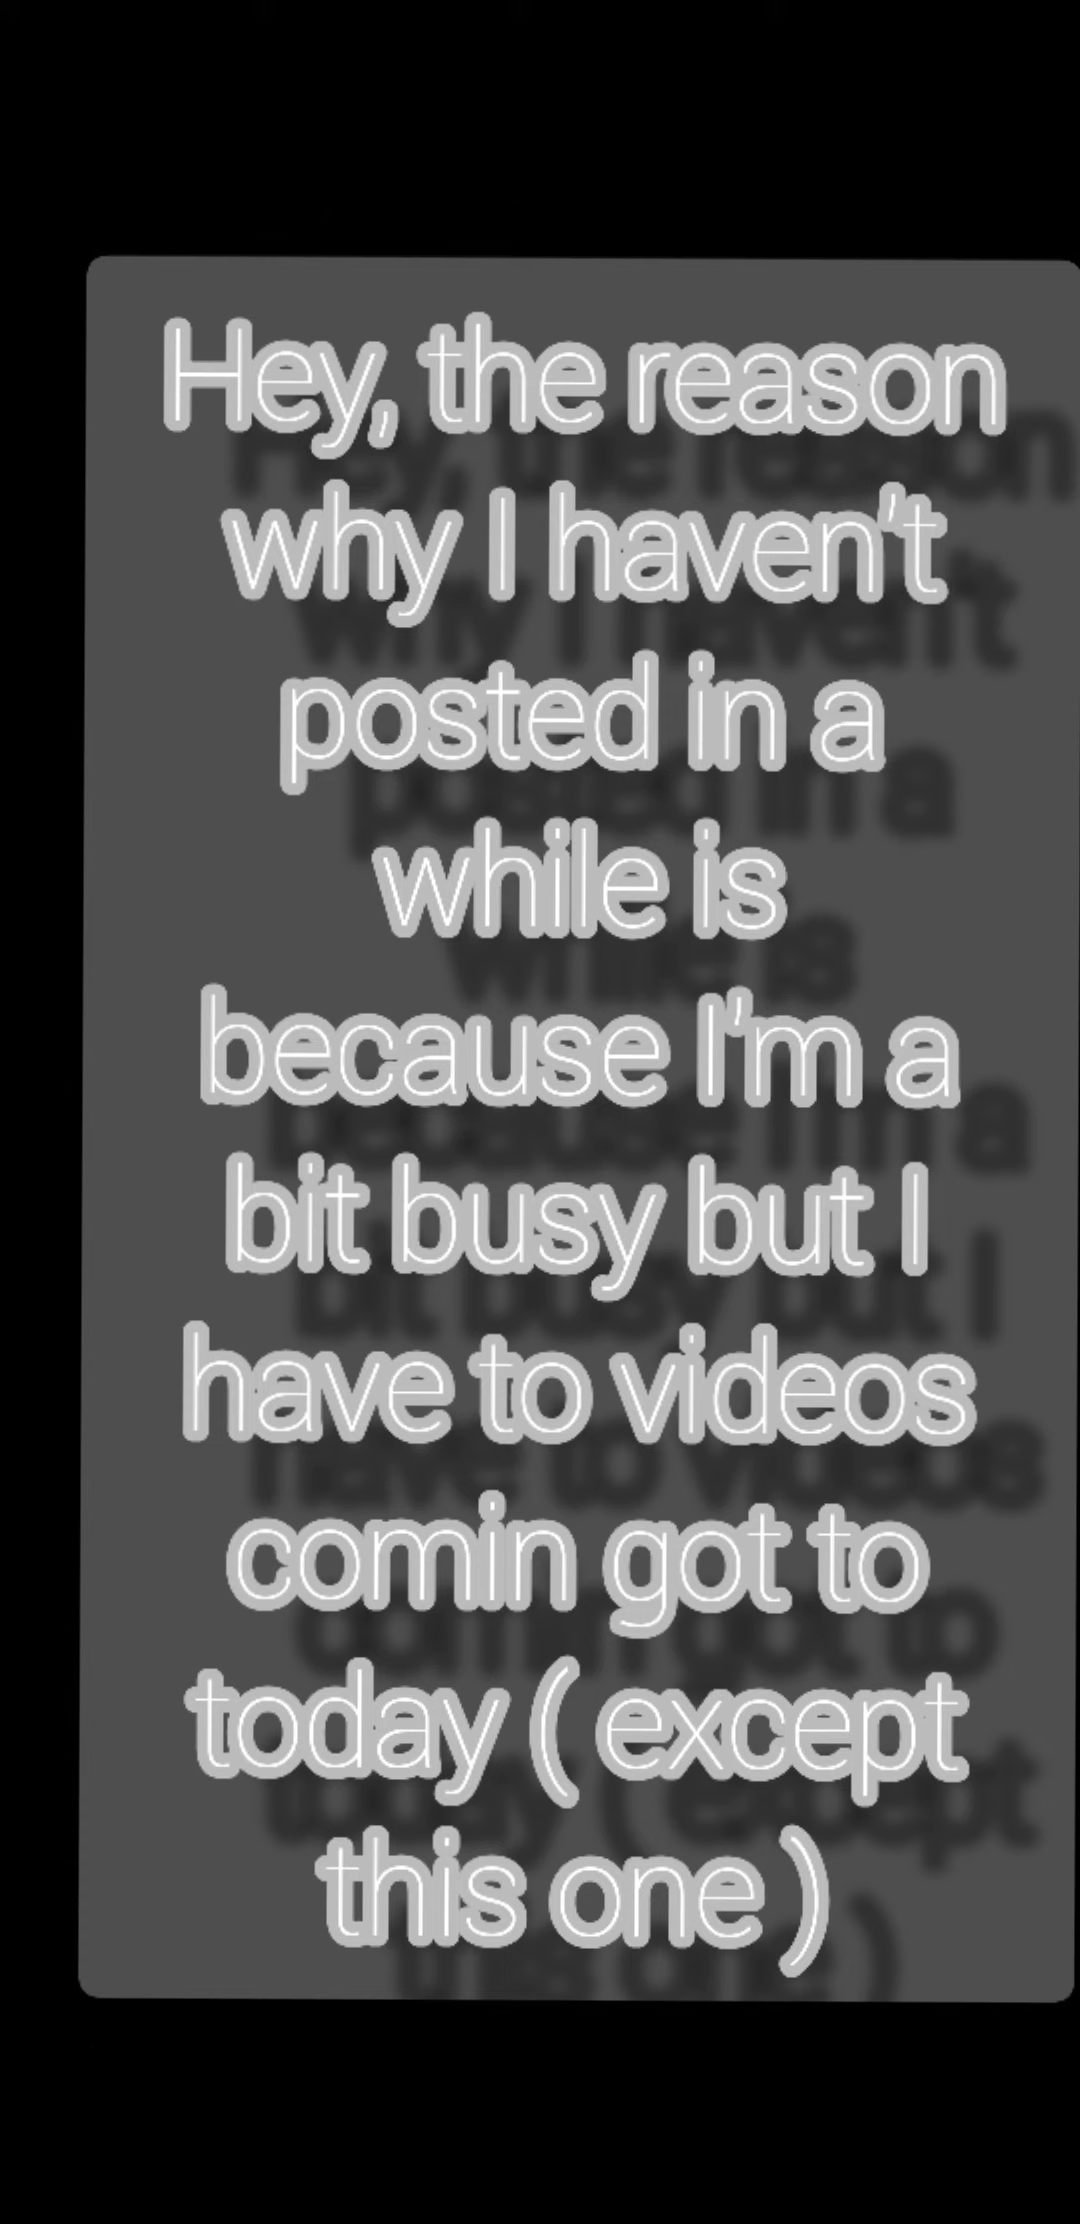 Hey, the reason
why I haven't
posted in a
while is
because I'm a
bit busy but I
have to videos
comin got to
today ( except
this one )